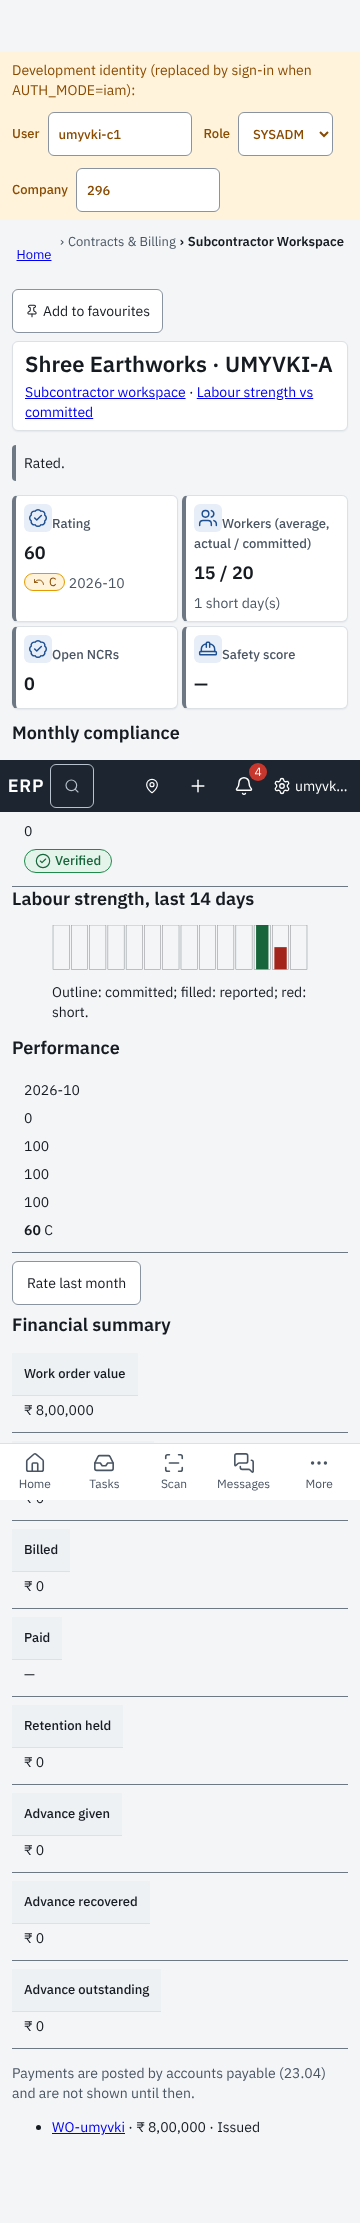 Development identity (replaced by sign-in when
AUTH_MODE=iam):
User umyvki-c1 Role SYSADM
Company 296
Home › Contracts & Billing › Subcontractor Workspace
Add to favourites
Shree Earthworks · UMYVKI-A
Subcontractor workspace · Labour strength vs
committed
Rated.
Rating
60
C 2026-10
Workers (average,
actual / committed)
15 / 20
1 short day(s)
Open NCRs
0
Safety score
—
Monthly compliance
ERP 4 umyvk...
0
Verified
Labour strength, last 14 days
Outline: committed; filled: reported; red:
short.
Performance
2026-10
0
100
100
100
60 C
Rate last month
Financial summary
Work order value
₹ 8,00,000
Home Tasks Scan Messages More
Billed
₹ 0
Paid
—
Retention held
₹ 0
Advance given
₹ 0
Advance recovered
₹ 0
Advance outstanding
₹ 0
Payments are posted by accounts payable (23.04)
and are not shown until then.
• WO-umyvki · ₹ 8,00,000 · Issued